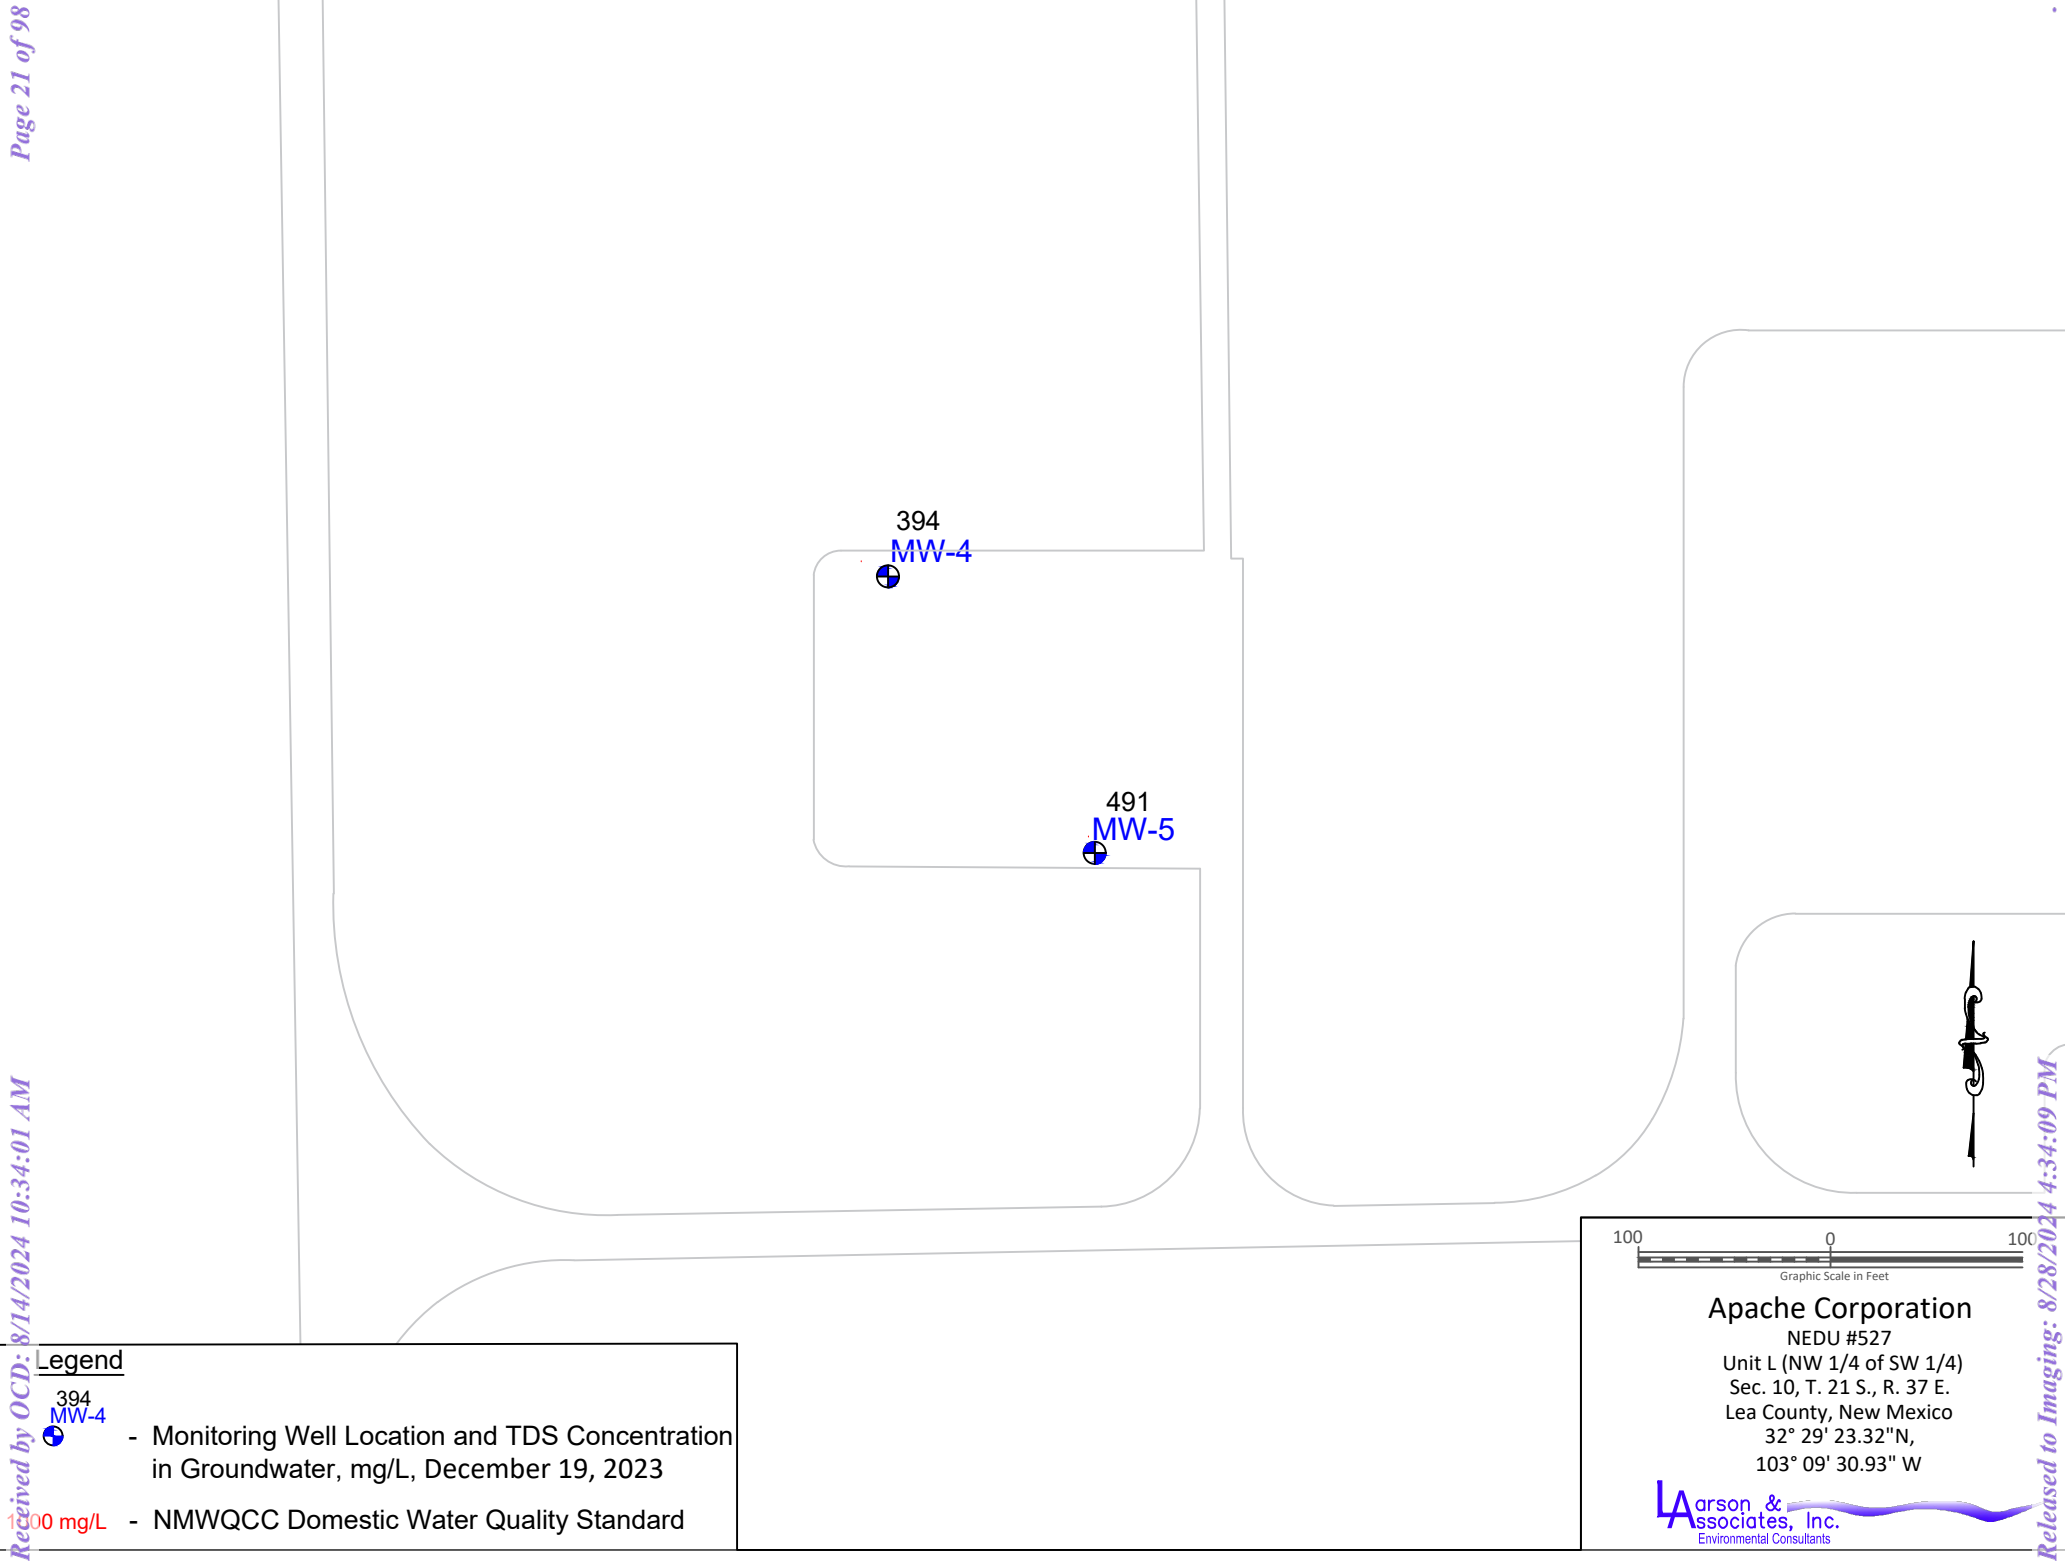 Page 21 of 98
394
MW-4
491
MW-5
100 0 100
Graphic Scale in Feet
Apache Corporation
NEDU #527
Unit L (NW 1/4 of SW 1/4)
Sec. 10, T. 21 S., R. 37 E.
Lea County, New Mexico
32° 29' 23.32"N,
103° 09' 30.93" W
Larson &
Associates, Inc.
Environmental Consultants
Legend
394
MW-4
- Monitoring Well Location and TDS Concentration
in Groundwater, mg/L, December 19, 2023
mg/L - NMWQCC Domestic Water Quality Standard
Received by OCD: 8/14/2024 10:34:01 AM
Released to Imaging: 8/28/2024 4:34:09 PM